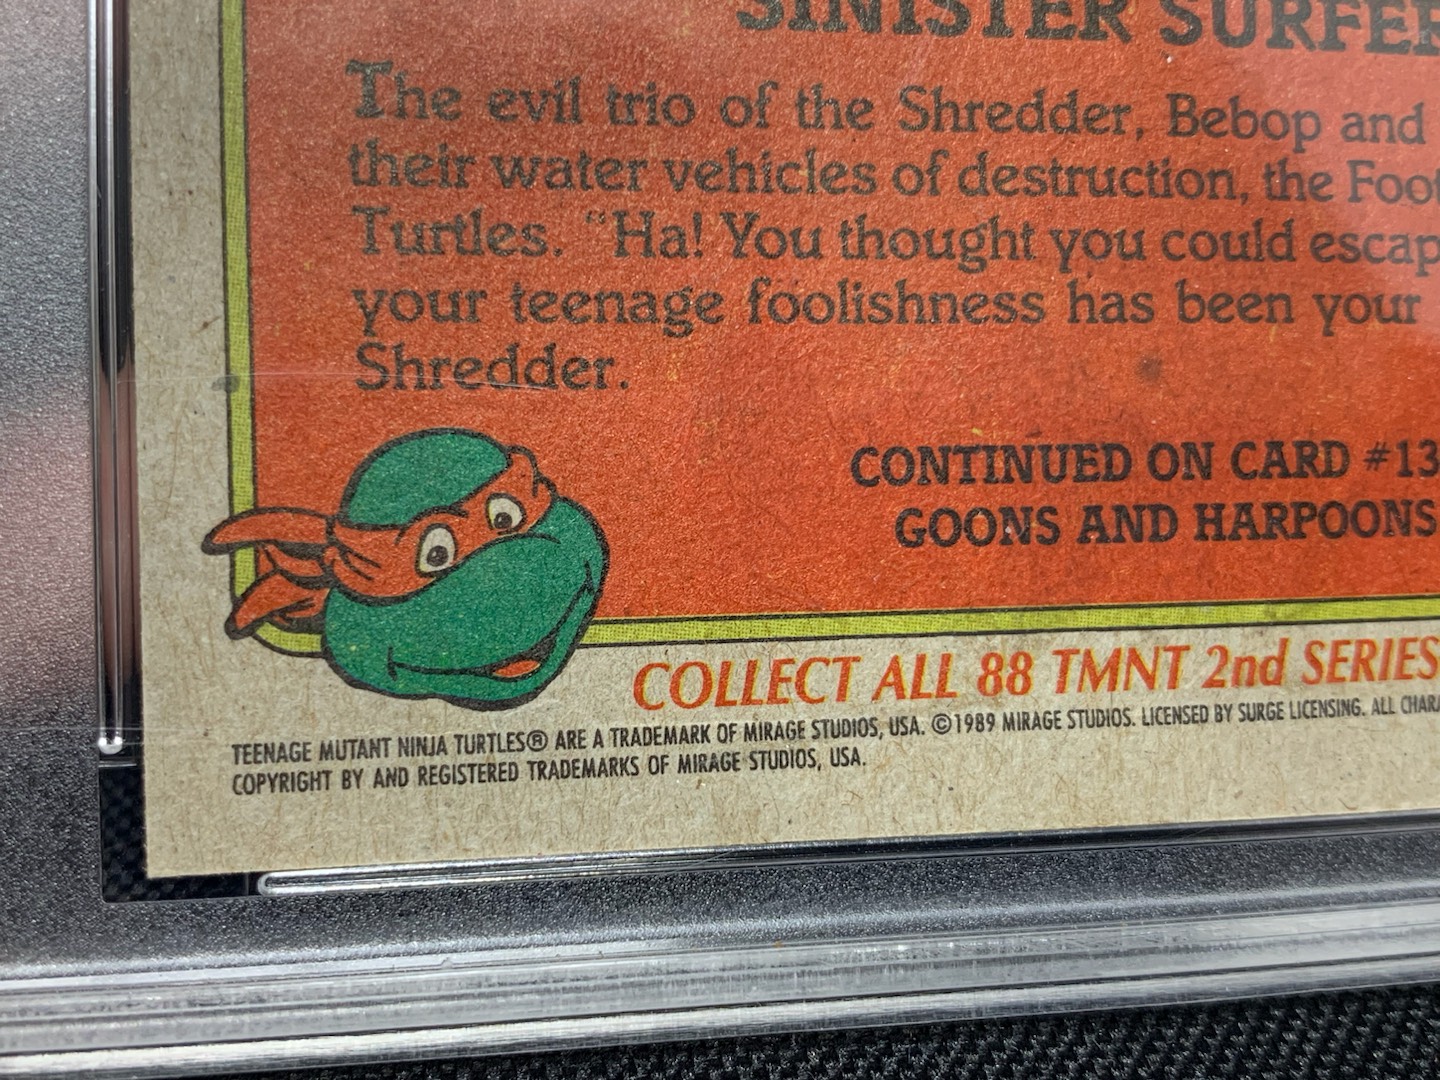 SINISTER SURFER
The evil trio of the Shredder, Bebop and
their water vehicles of destruction, the Foot
Turtles. "Ha! You thought you could escap
your teenage foolishness has been your
Shredder.
CONTINUED ON CARD #13
GOONS AND HARPOONS
COLLECT ALL 88 TMNT 2nd SERIES
TEENAGE MUTANT NINJA TURTLES® ARE A TRADEMARK OF MIRAGE STUDIOS, USA. ©1989 MIRAGE STUDIOS. LICENSED BY SURGE LICENSING. ALL CHARA
COPYRIGHT BY AND REGISTERED TRADEMARKS OF MIRAGE STUDIOS, USA.